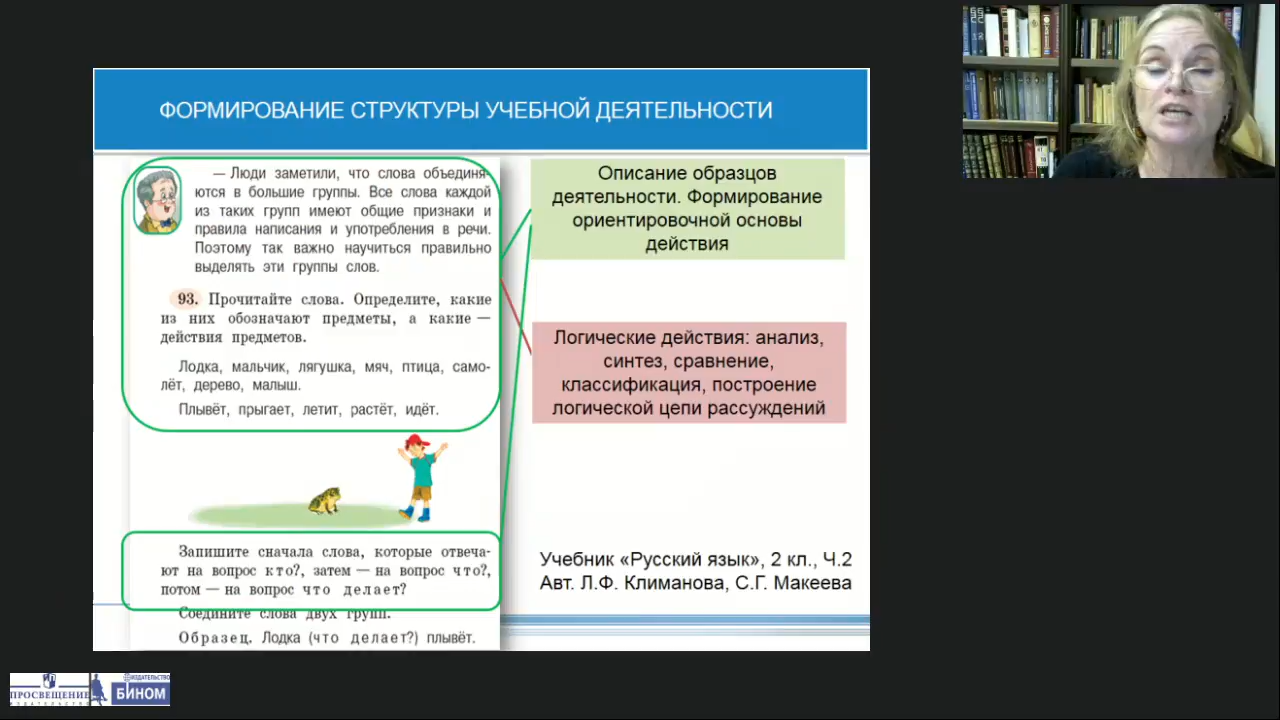 ФОРМИРОВАНИЕ СТРУКТУРЫ УЧЕБНОЙ ДЕЯТЕЛЬНОСТИ
— Люди заметили, что слова объединя-
ются в большие группы. Все слова каждой
из таких групп имеют общие признаки и
правила написания и употребления в речи.
Поэтому так важно научиться правильно
выделять эти группы слов.
93. Прочитайте слова. Определите, какие
из них обозначают предметы, а какие —
действия предметов.
Лодка, мальчик, лягушка, мяч, птица, само-
лёт, дерево, малыш.
Плывёт, прыгает, летит, растёт, идёт.
Запишите сначала слова, которые отвеча-
ют на вопрос кто?, затем — на вопрос что?,
потом — на вопрос что делает?
Соедините слова двух групп.
Образец. Лодка (что делает?) плывёт.
Описание образцов
деятельности. Формирование
ориентировочной основы
действия
Логические действия: анализ,
синтез, сравнение,
классификация, построение
логической цепи рассуждений
Учебник «Русский язык», 2 кл., Ч.2
Авт. Л.Ф. Климанова, С.Г. Макеева
ПРОСВЕЩЕНИЕ
ИЗДАТЕЛЬСТВО
ИЗДАТЕЛЬСТВО
БИНОМ